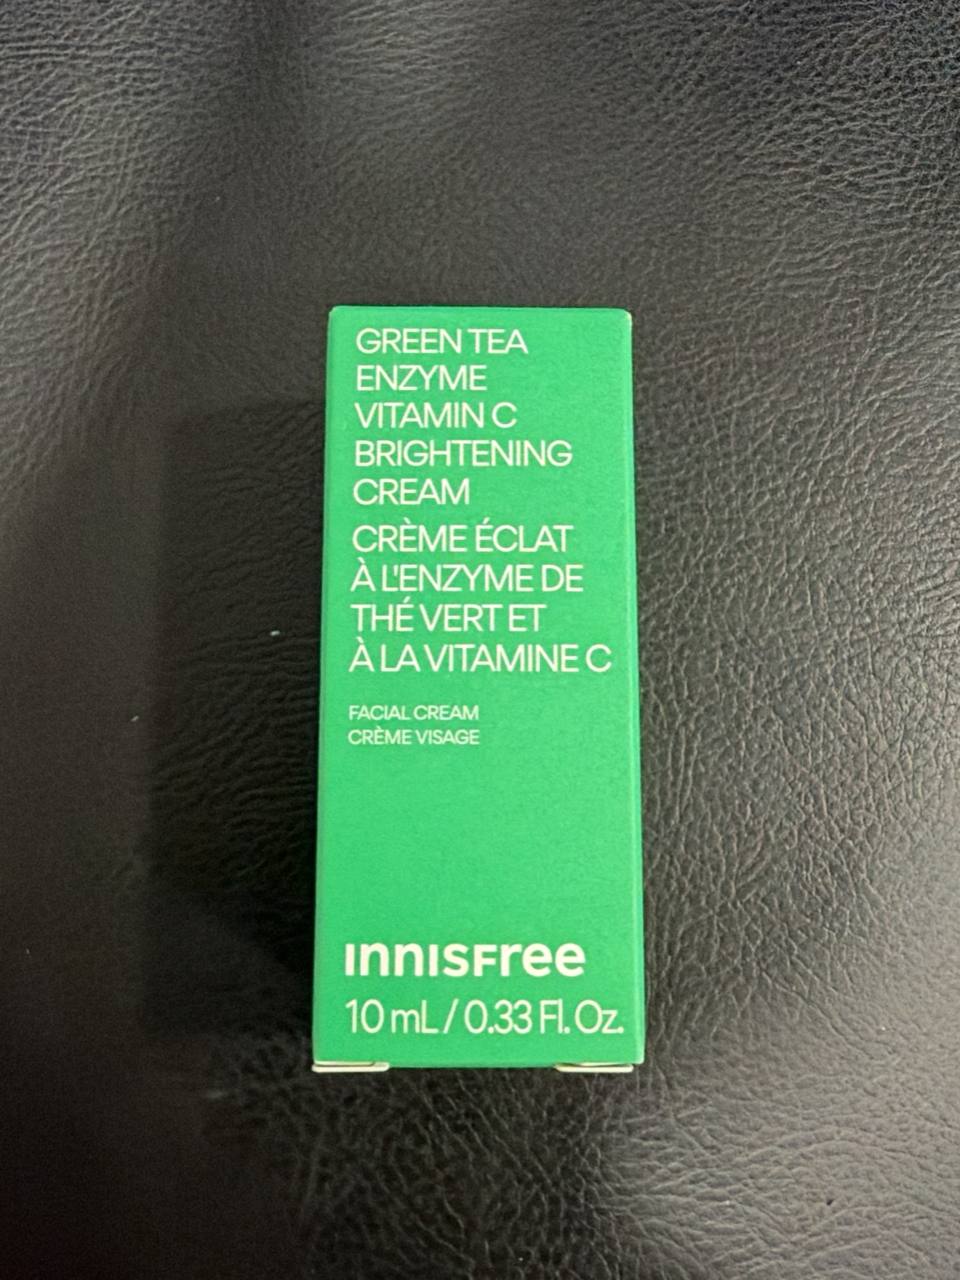 GREEN TEA
ENZYME
VITAMIN C
BRIGHTENING
CREAM
CRÈME ÉCLAT
À L'ENZYME DE
THÉ VERT ET
À LA VITAMINE C
FACIAL CREAM
CRÈME VISAGE
innisfree
10 mL / 0.33 Fl. Oz.